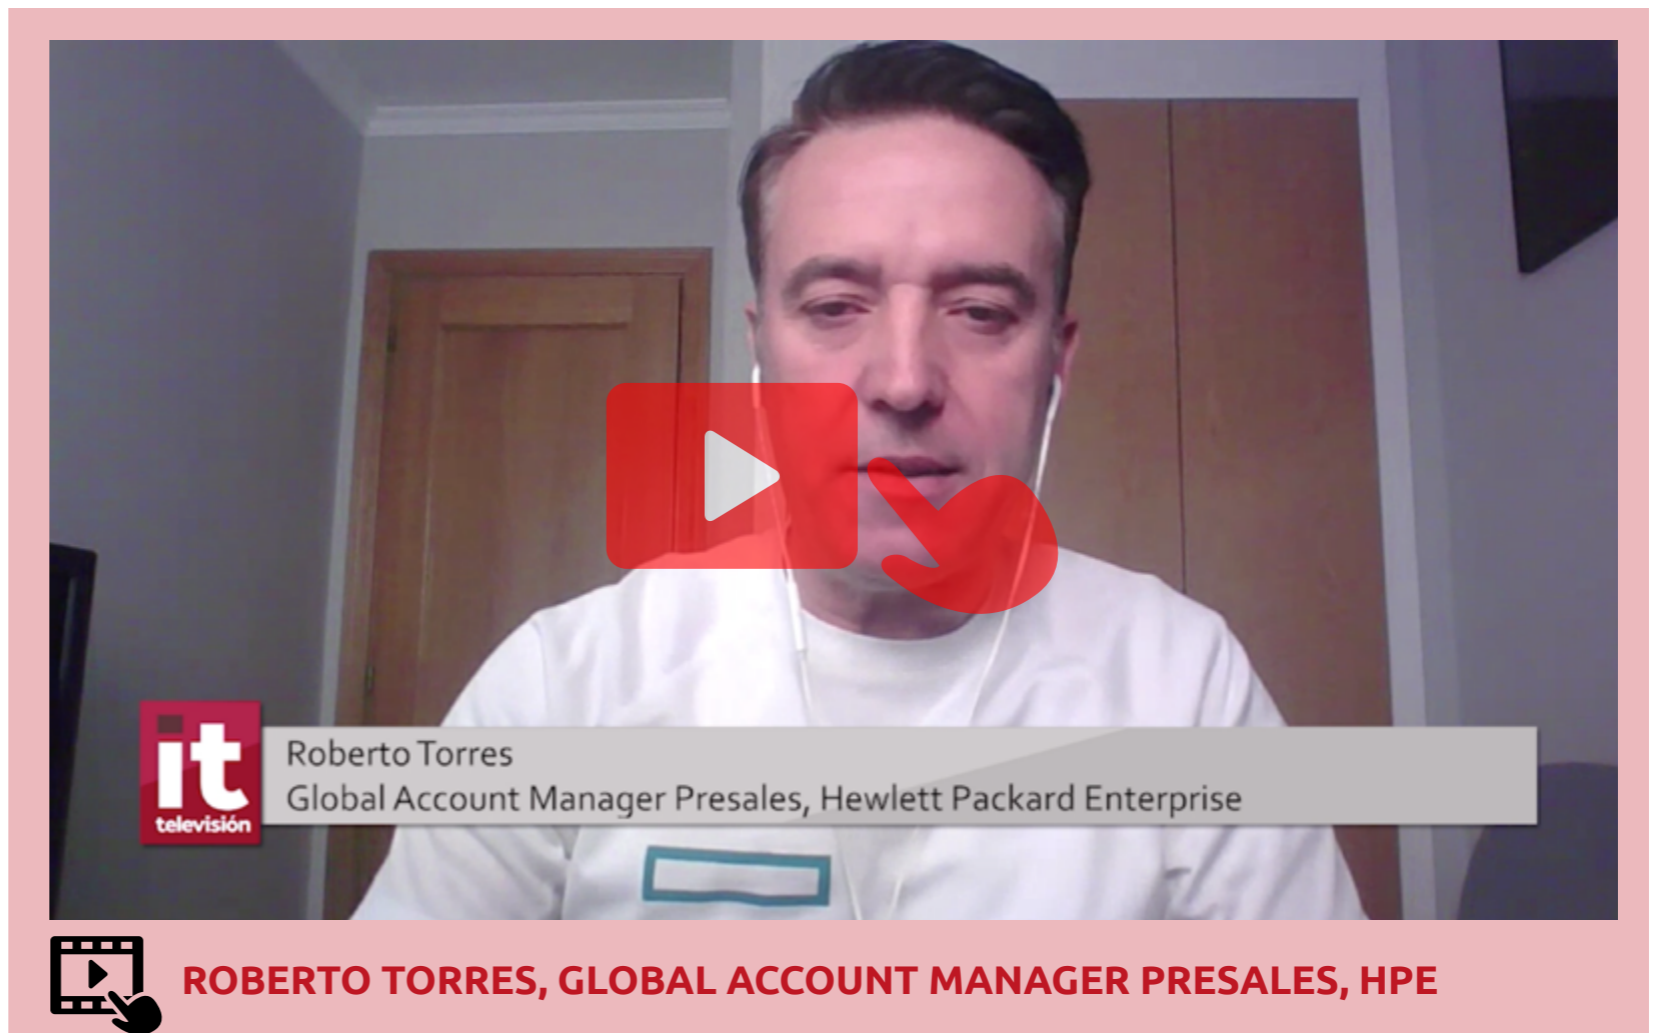 Roberto Torres
Global Account Manager Presales, Hewlett Packard Enterprise
it
televisión
ROBERTO TORRES, GLOBAL ACCOUNT MANAGER PRESALES, HPE